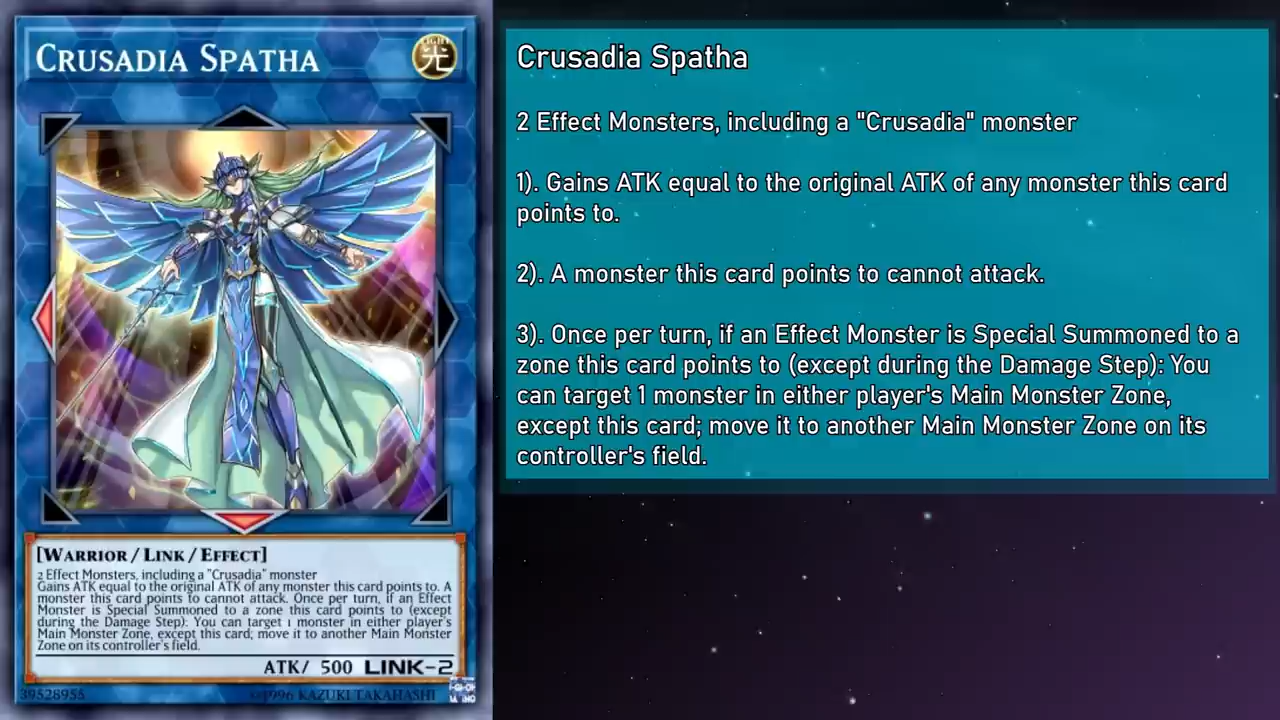 CRUSADIA SPATHA
LIGHT
光
[WARRIOR / LINK / EFFECT]
2 Effect Monsters, including a "Crusadia" monster
Gains ATK equal to the original ATK of any monster this card points to. A
monster this card points to cannot attack. Once per turn, if an Effect
Monster is Special Summoned to a zone this card points to (except
during the Damage Step): You can target 1 monster in either player's
Main Monster Zone, except this card; move it to another Main Monster
Zone on its controller's field.
ATK/ 500 LINK-2
39528955
©1996 KAZUKI TAKAHASHI
Crusadia Spatha
2 Effect Monsters, including a "Crusadia" monster
1). Gains ATK equal to the original ATK of any monster this card
points to.
2). A monster this card points to cannot attack.
3). Once per turn, if an Effect Monster is Special Summoned to a
zone this card points to (except during the Damage Step): You
can target 1 monster in either player's Main Monster Zone,
except this card; move it to another Main Monster Zone on its
controller's field.